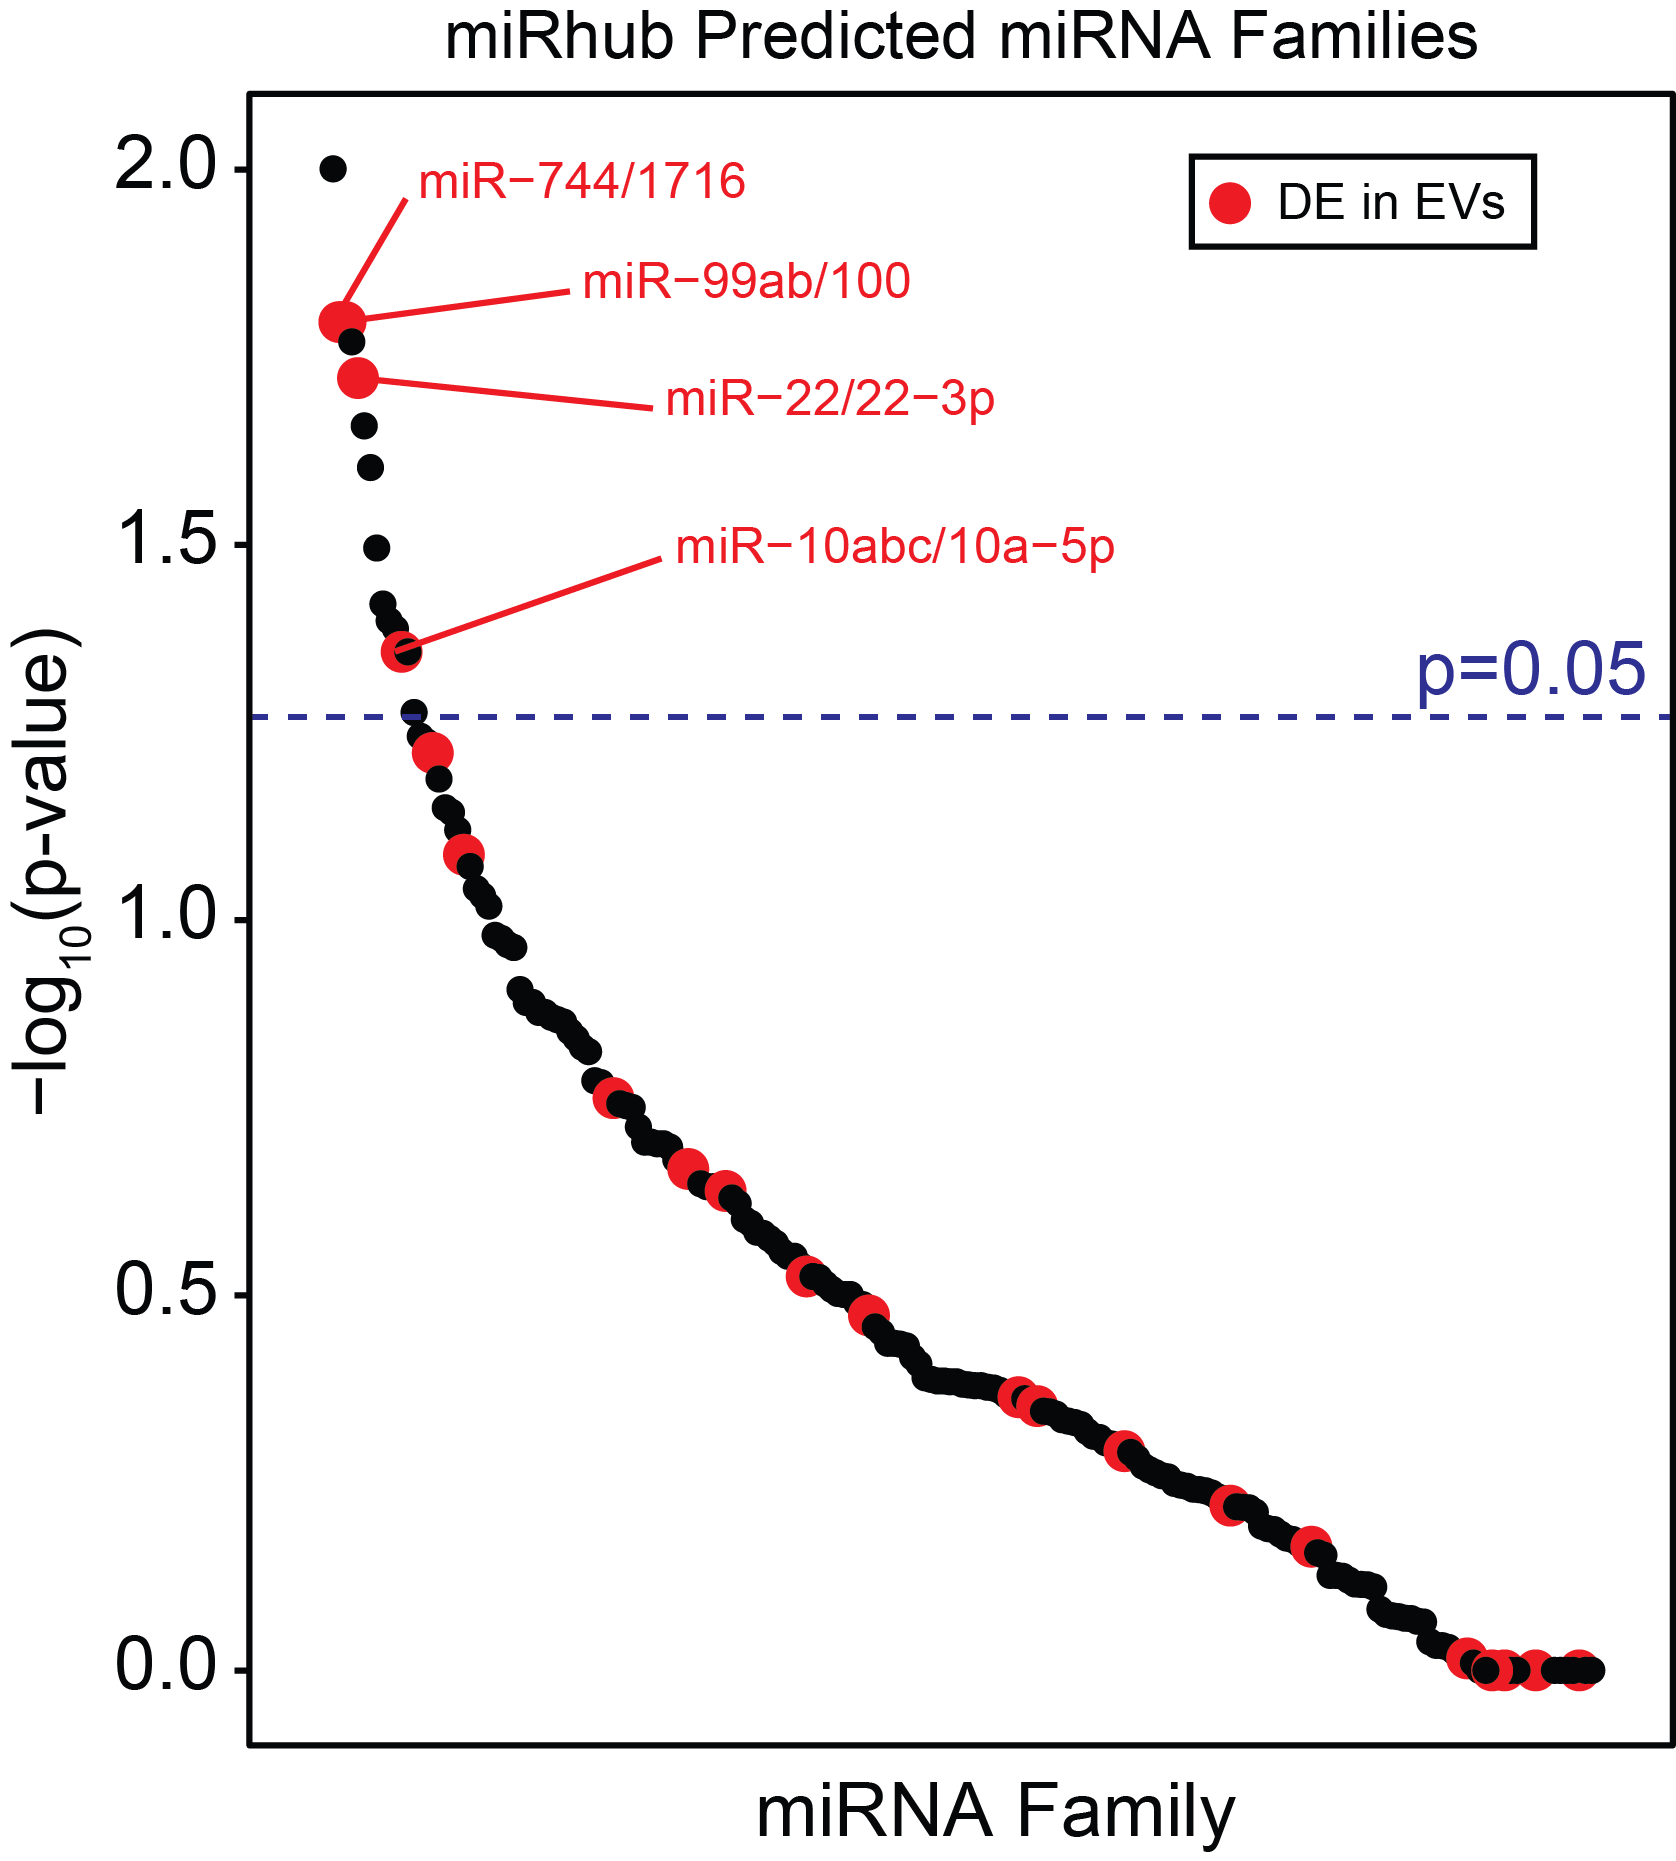 miRhub Predicted miRNA Families
2.0
1.5
1.0
0.5
0.0
−log10(p-value)
miR−744/1716
miR−99ab/100
miR−22/22−3p
miR−10abc/10a−5p
DE in EVs
p=0.05
miRNA Family